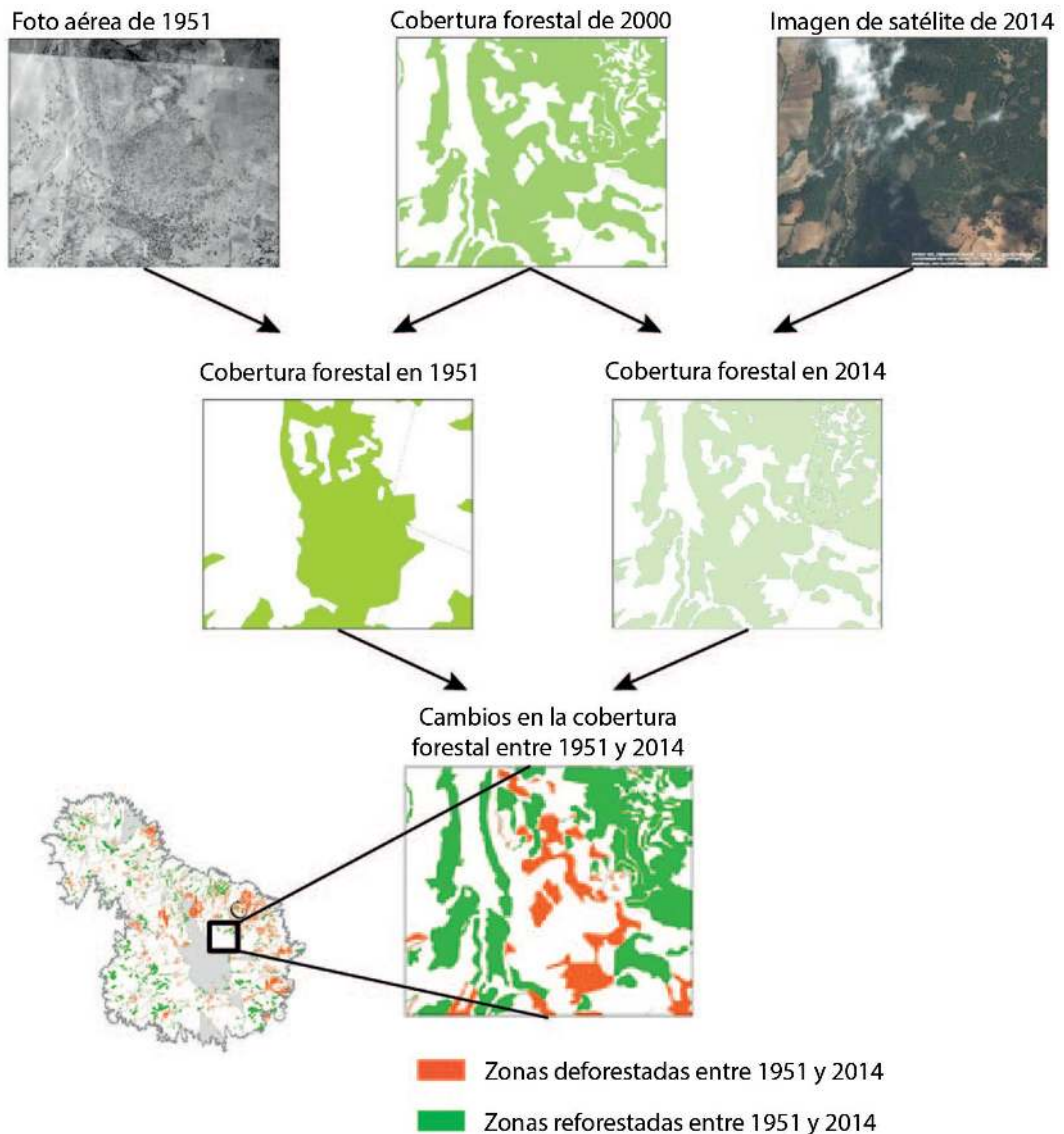 Foto aérea de 1951
Cobertura forestal de 2000
Imagen de satélite de 2014
Cobertura forestal en 1951
Cobertura forestal en 2014
Cambios en la cobertura
forestal entre 1951 y 2014
Zonas deforestadas entre 1951 y 2014
Zonas reforestadas entre 1951 y 2014